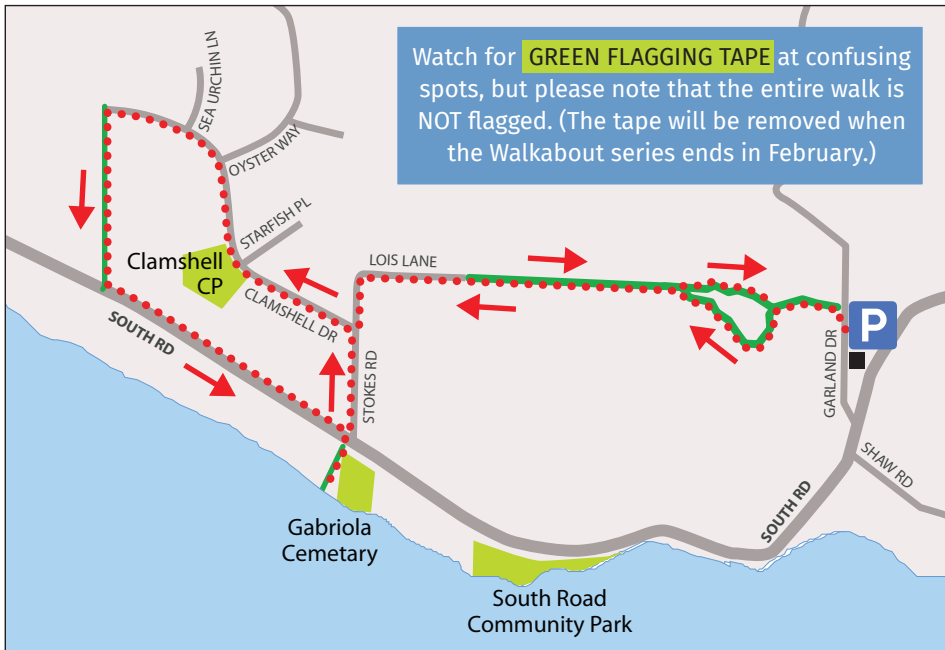 Watch for GREEN FLAGGING TAPE at confusing
spots, but please note that the entire walk is
NOT flagged. (The tape will be removed when
the Walkabout series ends in February.)
SEA URCHIN LN
OYSTER WAY
STARFISH PL
Clamshell
CP
CLAMSHELL DR
LOIS LANE
SOUTH RD
STOKES RD
P
GARLAND DR
SHAW RD
SOUTH RD
Gabriola
Cemetary
South Road
Community Park